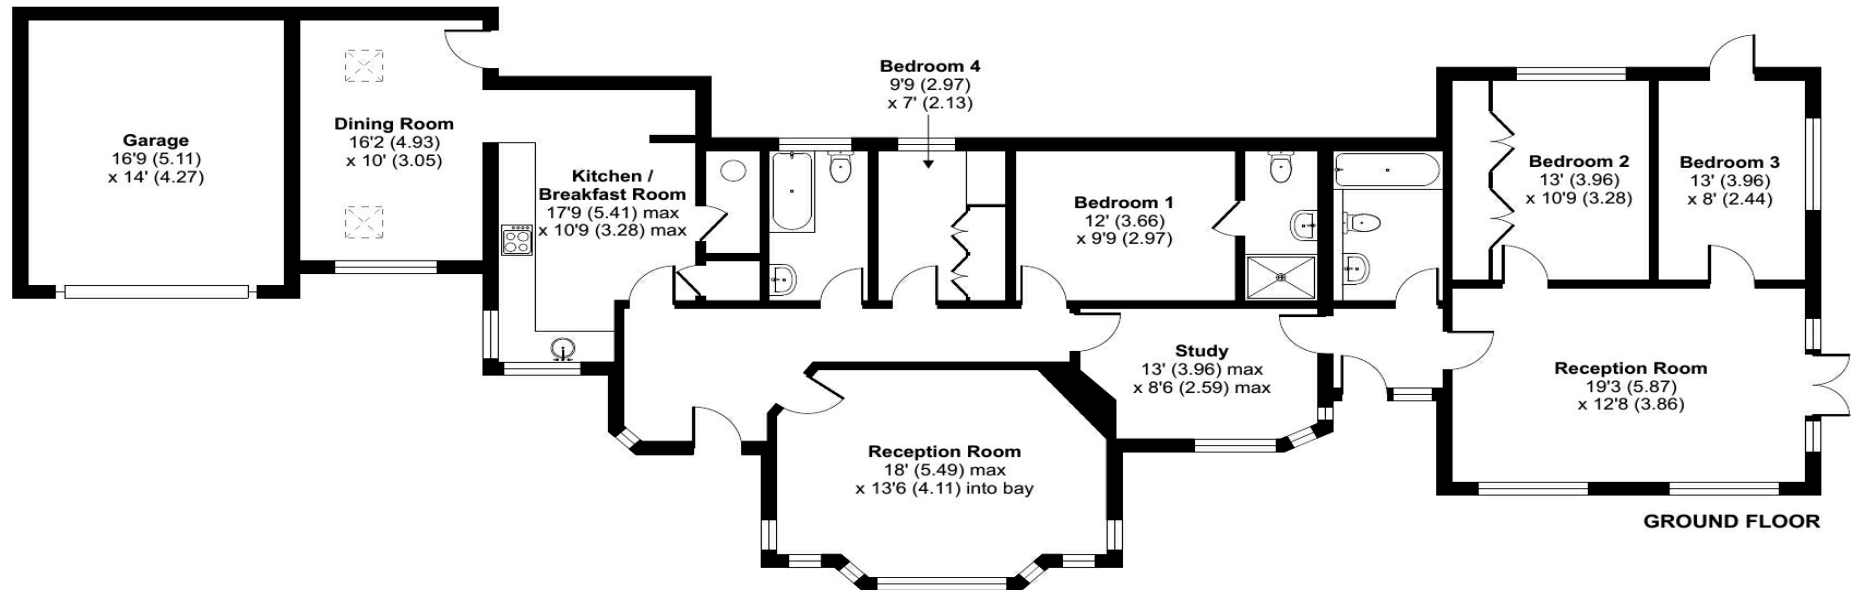 Garage
16'9 (5.11)
x 14' (4.27)
Dining Room
16'2 (4.93)
x 10' (3.05)
Kitchen /
Breakfast Room
17'9 (5.41) max
x 10'9 (3.28) max
Bedroom 4
9'9 (2.97)
x 7' (2.13)
Bedroom 1
12' (3.66)
x 9'9 (2.97)
Bedroom 2
13' (3.96)
x 10'9 (3.28)
Bedroom 3
13' (3.96)
x 8' (2.44)
Study
13' (3.96) max
x 8'6 (2.59) max
Reception Room
19'3 (5.87)
x 12'8 (3.86)
Reception Room
18' (5.49) max
x 13'6 (4.11) into bay
GROUND FLOOR